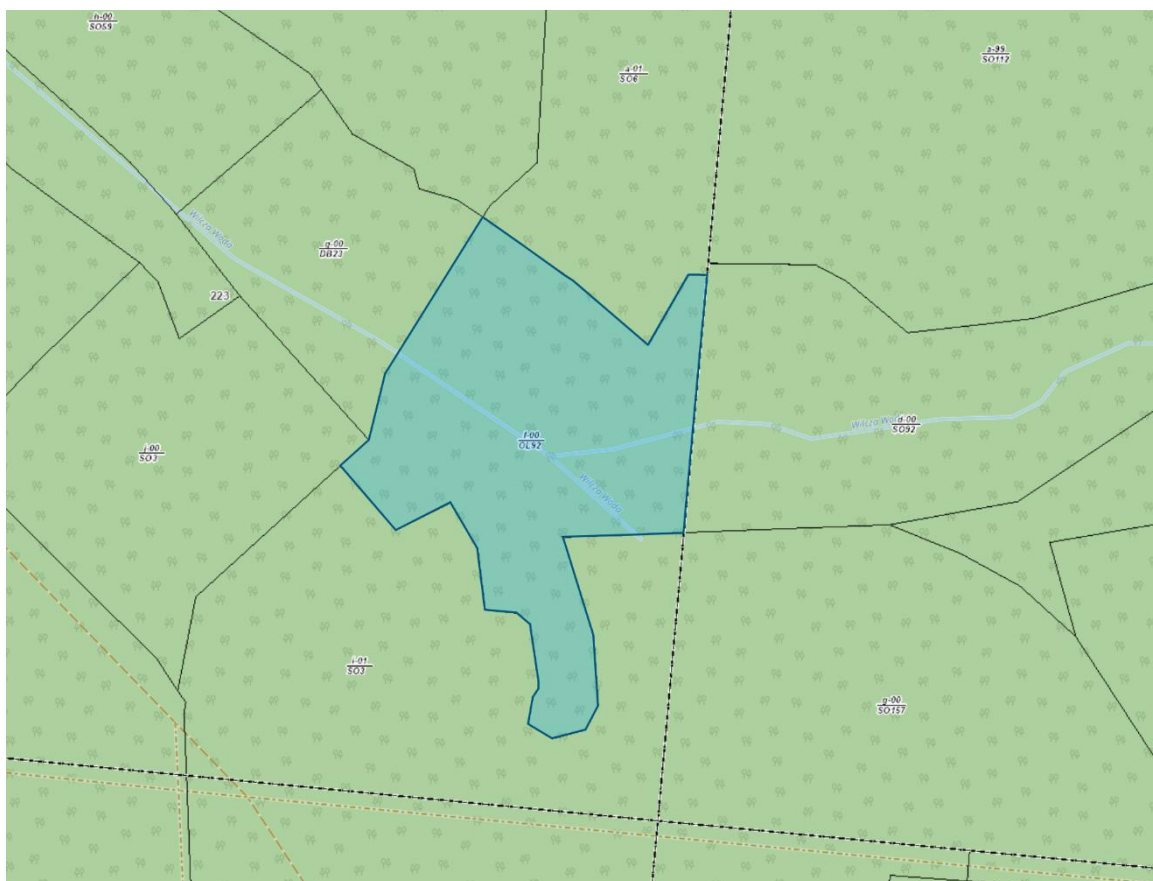 h-00
SO59
a-01
SO6
a-99
SO112
Wilcza Woda
g-00
DB23
223
Wilcza Woda
d-00
SO92
f-00
OL92
j-00
SO3
Wilcza Woda
i-01
SO3
g-00
SO157